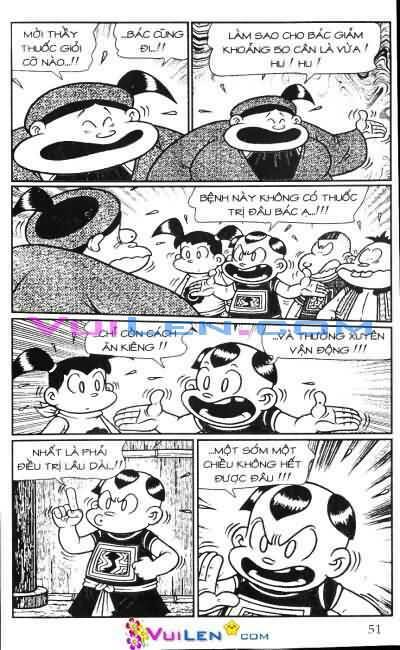 MỜI THẦY
THUỐC GIỎI
CỠ NÀO...!!
...BÁC CŨNG
ĐI...!
LÀM SAO CHO BÁC GIẢM
KHOẢNG 50 CÂN LÀ VỪA!
HU! HU!
BỆNH NÀY KHÔNG CÓ THUỐC
TRỊ ĐÂU BÁC Ạ...!!!
VuiLen.com
CHỈ CÒN CÁCH
ĂN KIÊNG!!
...VÀ THƯỜNG XUYÊN
VẬN ĐỘNG!!!
NHẤT LÀ PHẢI
ĐIỀU TRỊ LÂU DÀI...!!
...MỘT SỚM MỘT
CHIỀU KHÔNG HẾT
ĐƯỢC ĐÂU!!!
51
VuiLen.com